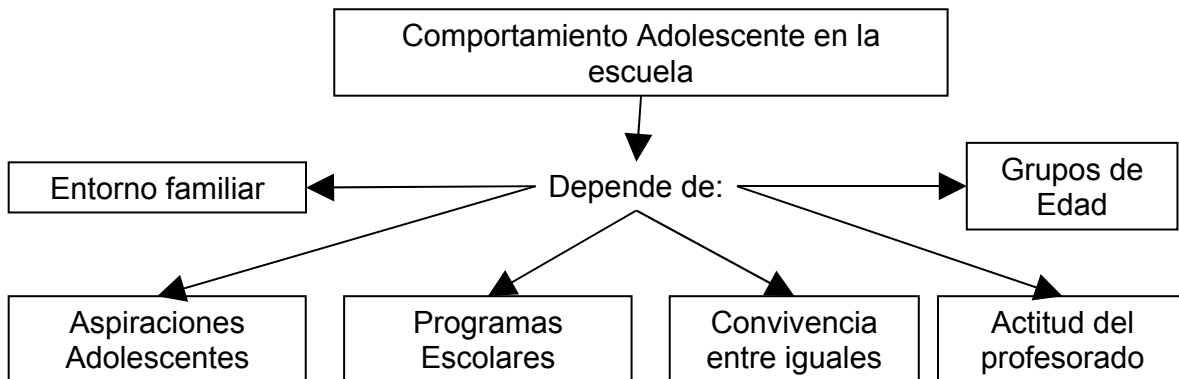 Comportamiento Adolescente en la
escuela
Entorno familiar
Depende de:
Grupos de
Edad
Aspiraciones
Adolescentes
Programas
Escolares
Convivencia
entre iguales
Actitud del
profesorado